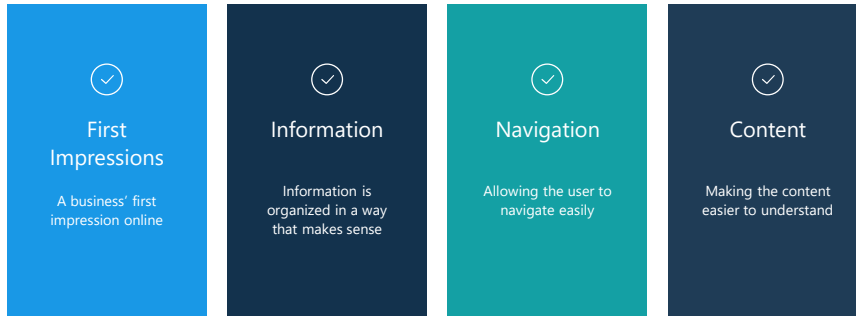 First
Impressions
A business’ first
impression online
Information
Information is
organized in a way
that makes sense
Navigation
Allowing the user to
navigate easily
Content
Making the content
easier to understand